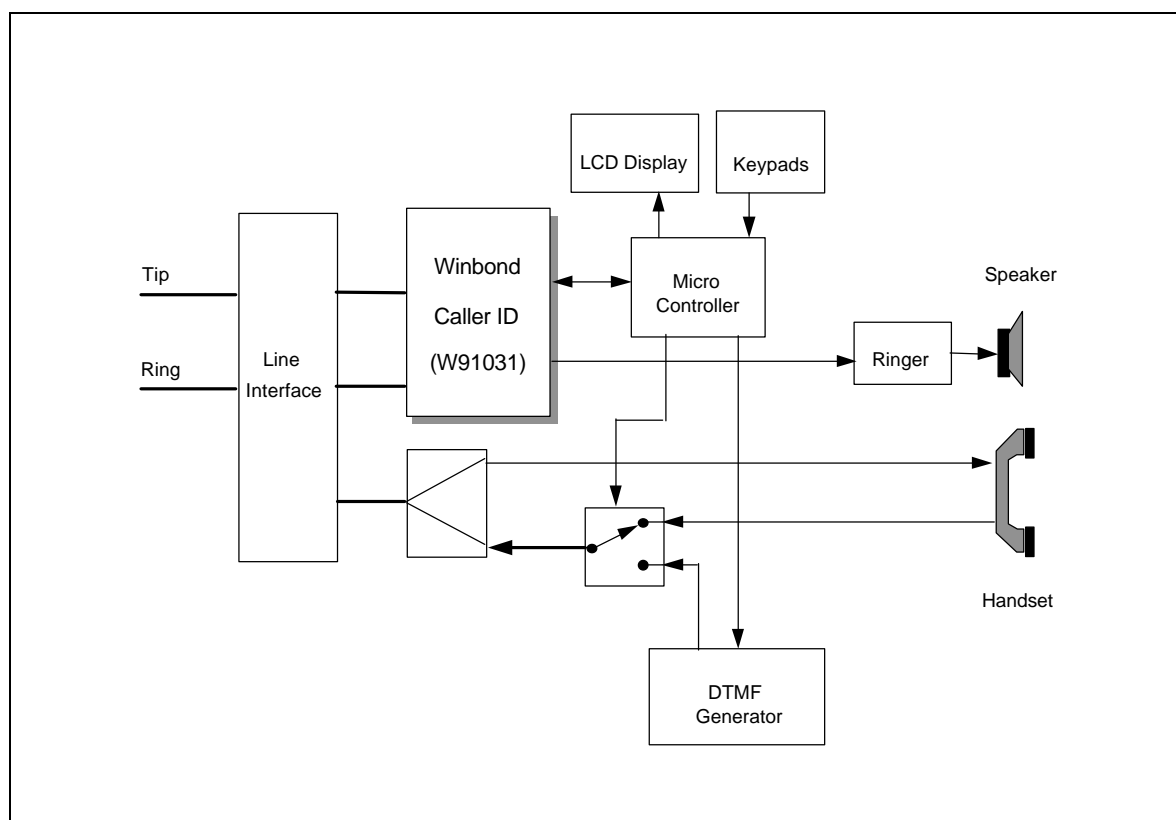 LCD Display
Keypads
Tip
Ring
Line
Interface
Winbond
Caller ID
(W91031)
Micro
Controller
Speaker
Ringer
Handset
DTMF
Generator